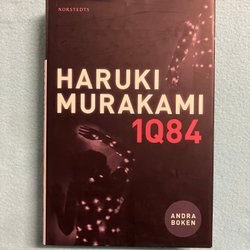 NORSTEDTS
HARUKI
MURAKAMI
1Q84
ANDRA
BOKEN